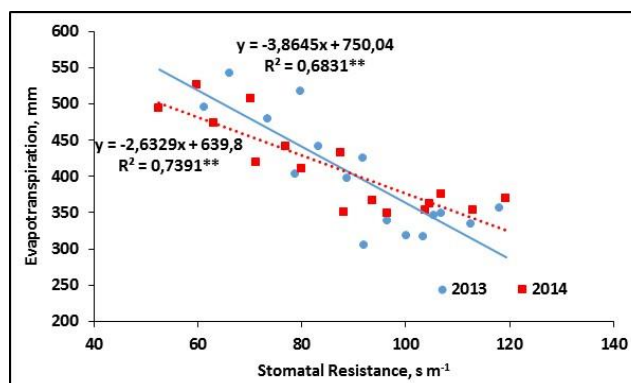 600
550
500
450
400
350
300
250
200
Evapotranspiration, mm
y = -3,8645x + 750,04
R² = 0,6831**
y = -2,6329x + 639,8
R² = 0,7391**
2013
2014
40 60 80 100 120 140
Stomatal Resistance, s m⁻¹